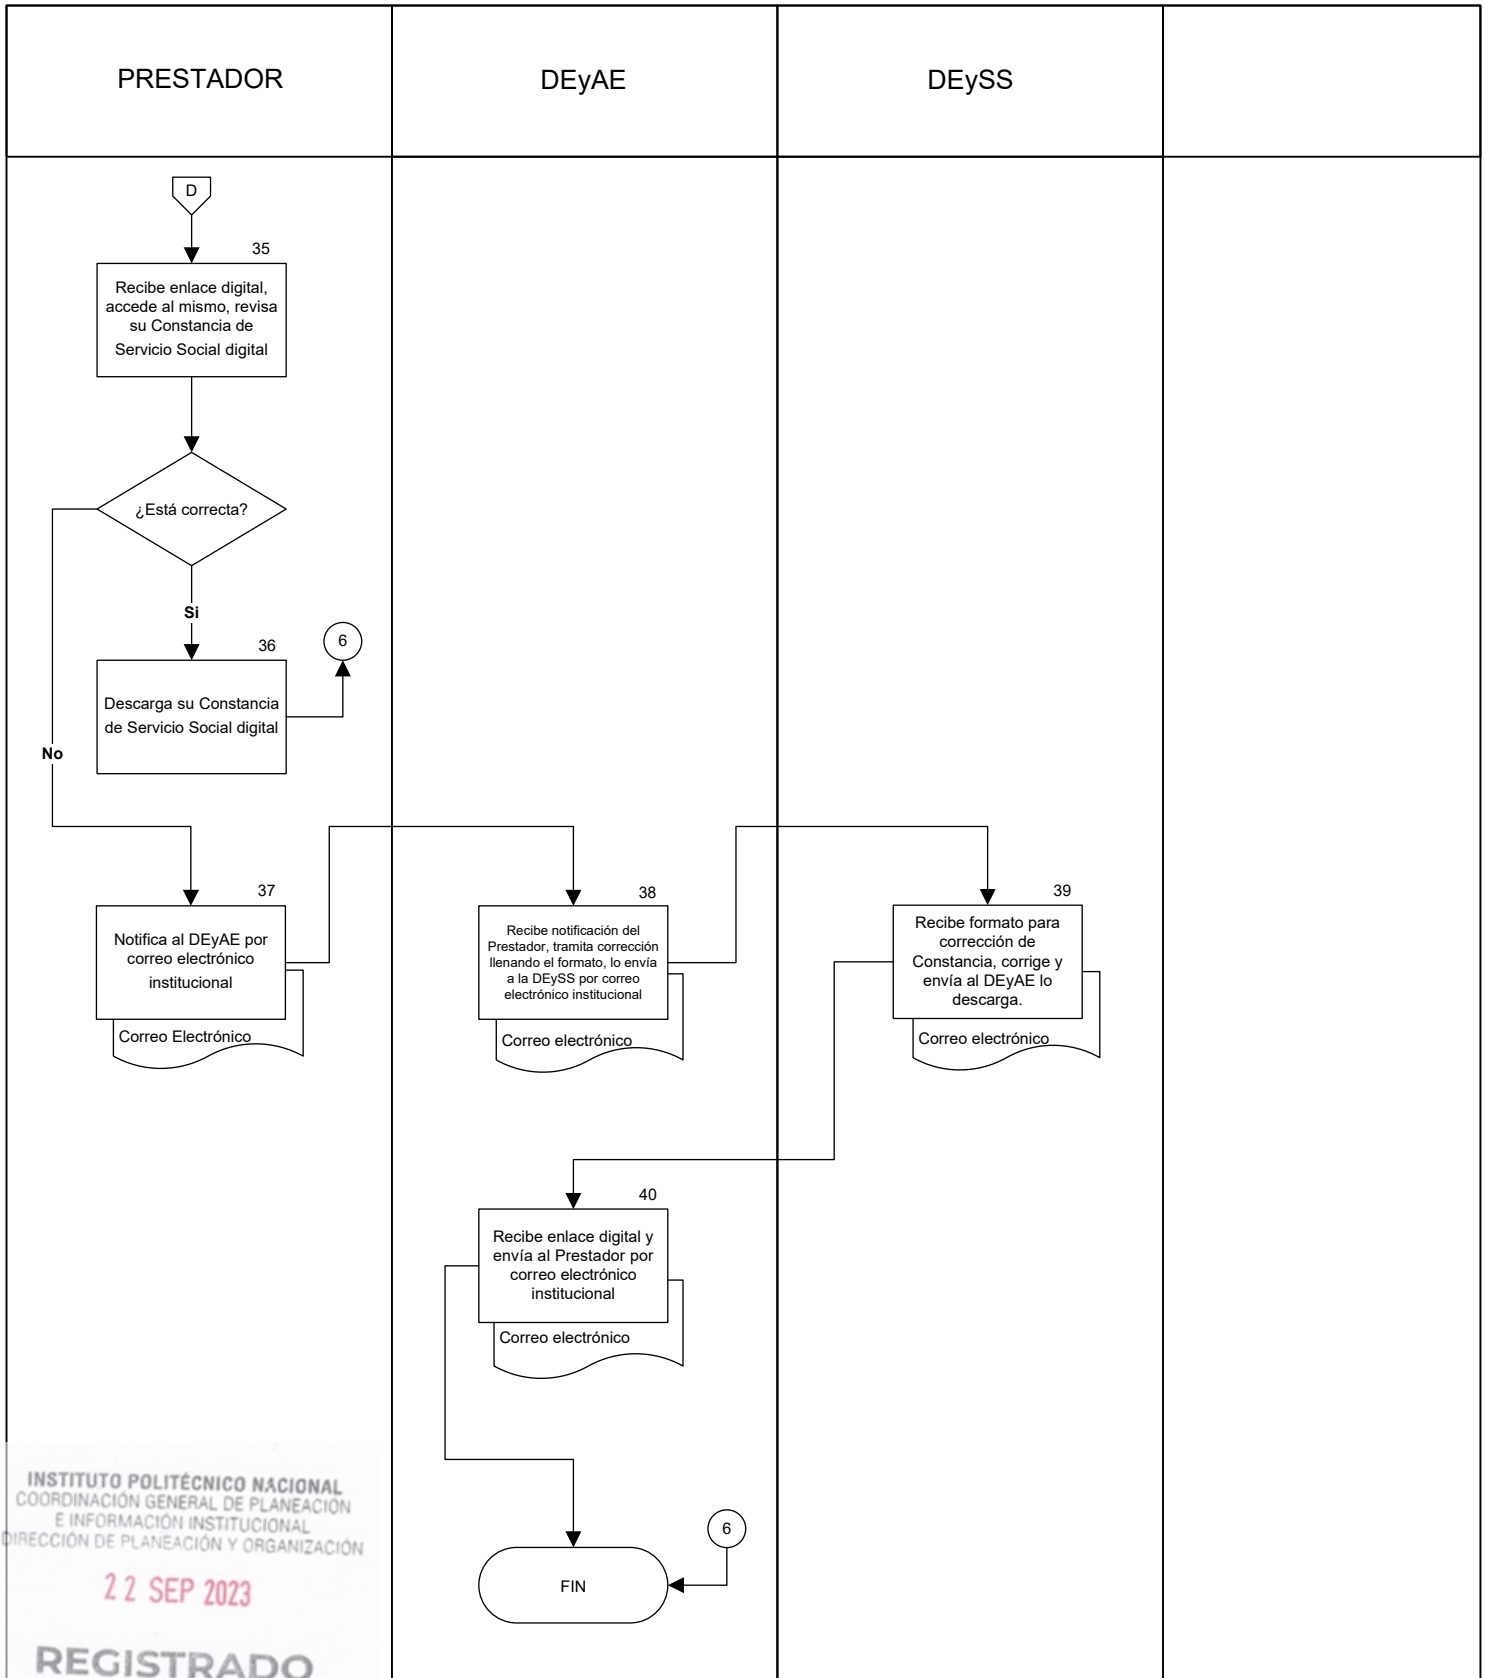 PRESTADOR
DEyAE
DEySS
D
35
Recibe enlace digital,
accede al mismo, revisa
su Constancia de
Servicio Social digital
¿Está correcta?
Si
36
6
Descarga su Constancia
de Servicio Social digital
No
37
Notifica al DEyAE por
correo electrónico
institucional
Correo Electrónico
38
Recibe notificación del
Prestador, tramita corrección
llenando el formato, lo envía
a la DEySS por correo
electrónico institucional
Correo electrónico
39
Recibe formato para
corrección de
Constancia, corrige y
envía al DEyAE lo
descarga.
Correo electrónico
40
Recibe enlace digital y
envía al Prestador por
correo electrónico
institucional
Correo electrónico
6
FIN
INSTITUTO POLITÉCNICO NACIONAL
COORDINACIÓN GENERAL DE PLANEACIÓN
E INFORMACIÓN INSTITUCIONAL
DIRECCIÓN DE PLANEACIÓN Y ORGANIZACIÓN
22 SEP 2023
REGISTRADO